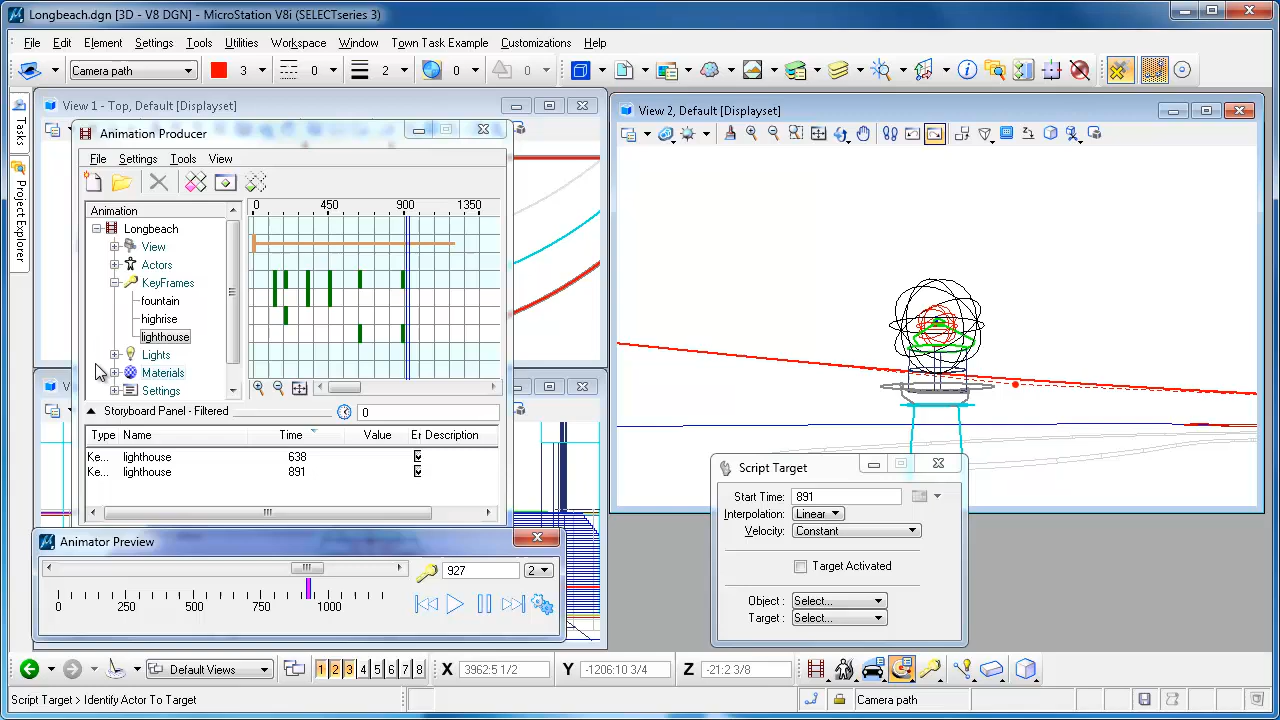 Longbeach.dgn [3D - V8 DGN] - MicroStation V8i (SELECTseries 3)
File Edit Element Settings Tools Utilities Workspace Window Town Task Example Customizations Help
Camera path 3 0 2 0 0
Tasks
Project Explorer
View 1 - Top, Default [Displayset]
View 2, Default [Displayset]
Animation Producer
File Settings Tools View
Animation
0 450 900 1350
Longbeach
View
Actors
KeyFrames
fountain
highrise
lighthouse
Lights
Materials
Settings
Storyboard Panel - Filtered 0
Type Name Time Value Er Description
Ke... lighthouse 638
Ke... lighthouse 891
Animator Preview
927 2
0 250 500 750 1000
Script Target
Start Time: 891
Interpolation: Linear
Velocity: Constant
Target Activated
Object : Select...
Target : Select...
Default Views 1 2 3 4 5 6 7 8 X 3962:5 1/2 Y -1206:10 3/4 Z -21:2 3/8
Script Target > Identify Actor To Target Camera path